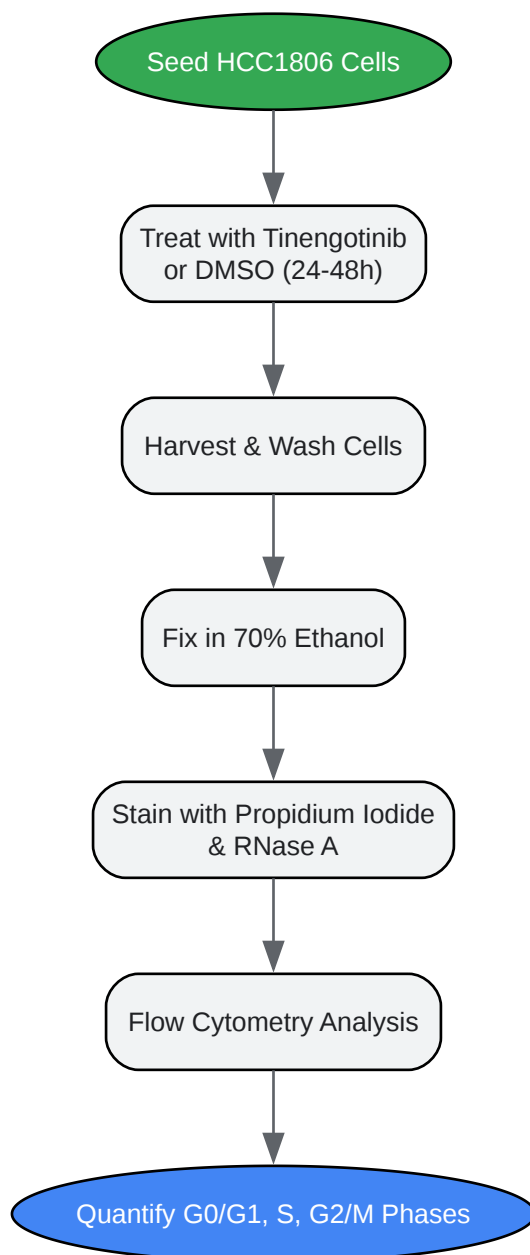 Seed HCC1806 Cells
Treat with Tinengotinib
or DMSO (24-48h)
Harvest & Wash Cells
Fix in 70% Ethanol
Stain with Propidium Iodide
& RNase A
Flow Cytometry Analysis
Quantify G0/G1, S, G2/M Phases